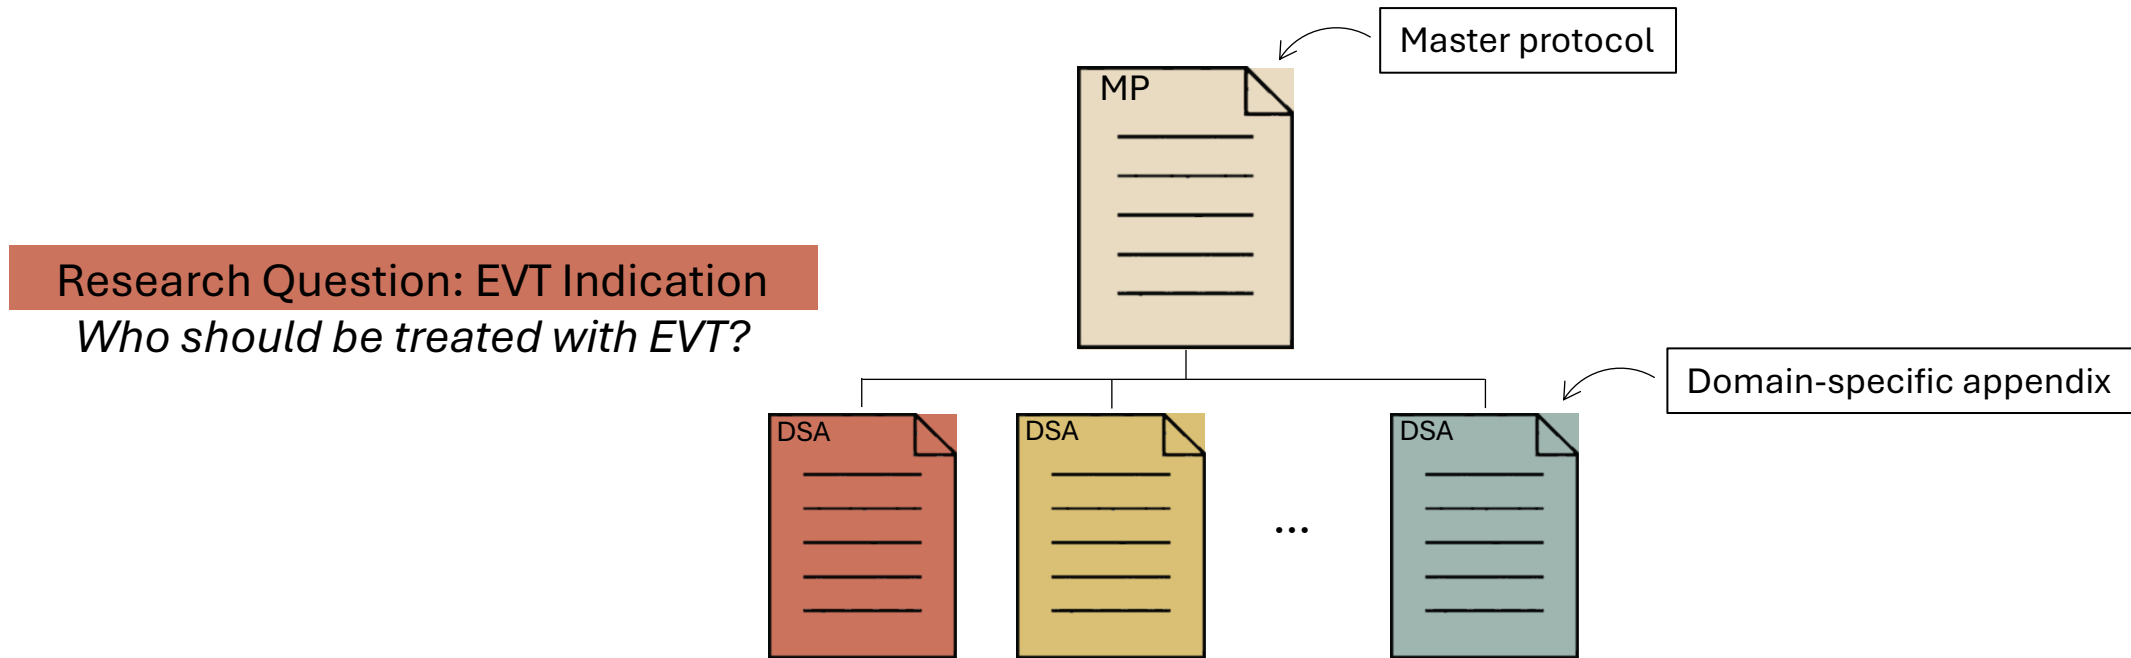 Master protocol
MP
Research Question: EVT Indication
Who should be treated with EVT?
Domain-specific appendix
DSA
DSA
...
DSA